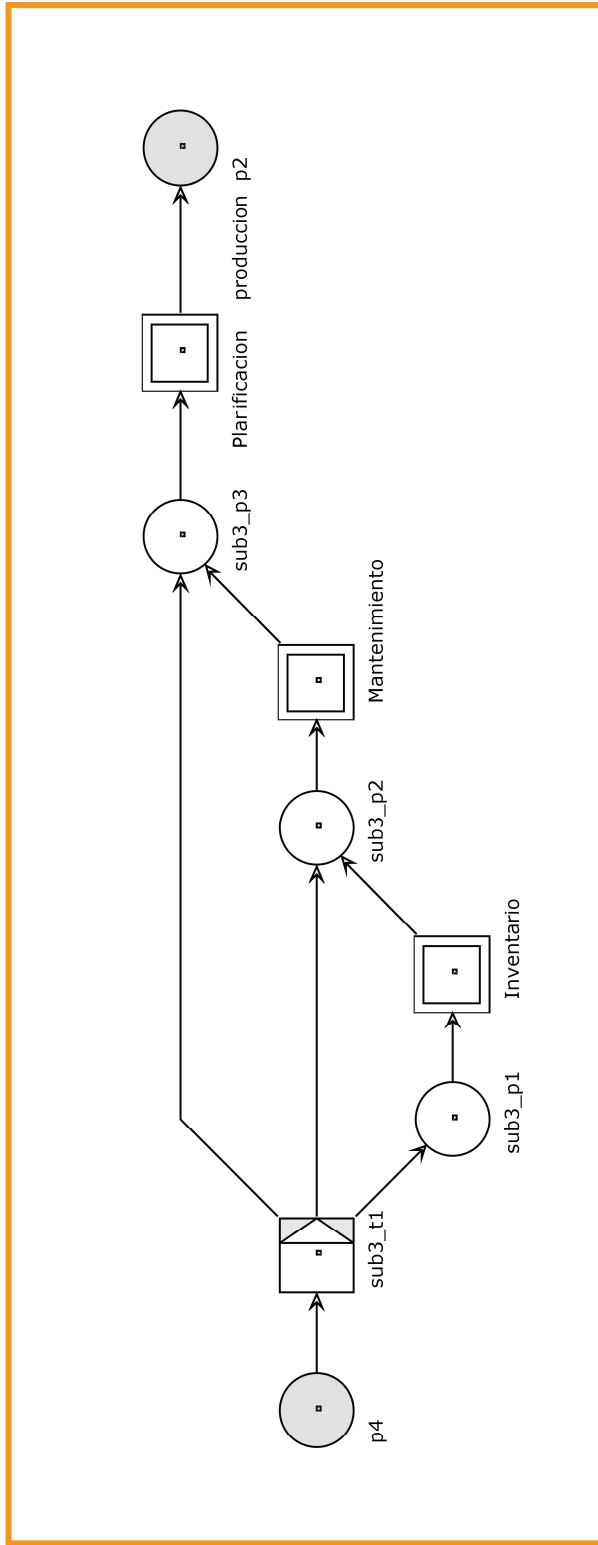 sub3_p3
Plarificacion produccion
p2
p4
sub3_t1
sub3_p2
Mantenimiento
sub3_p1
Inventario